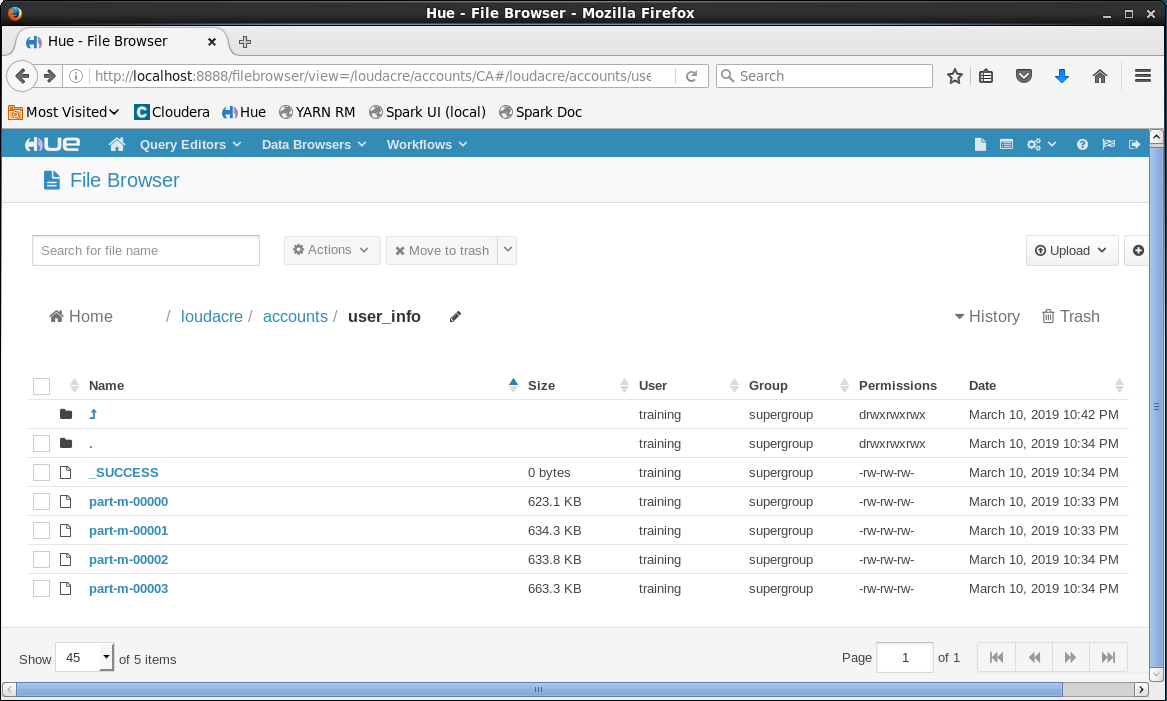 Hue - File Browser - Mozilla Firefox
Hue - File Browser
http://localhost:8888/filebrowser/view=/loudacre/accounts/CA#/loudacre/accounts/use
Search
Most Visited Cloudera Hue YARN RM Spark UI (local) Spark Doc
HUE Query Editors Data Browsers Workflows
File Browser
Search for file name Actions Move to trash Upload
Home / loudacre / accounts / user_info History Trash
Name Size User Group Permissions Date
training supergroup drwxrwxrwx March 10, 2019 10:42 PM
. training supergroup drwxrwxrwx March 10, 2019 10:34 PM
_SUCCESS 0 bytes training supergroup -rw-rw-rw- March 10, 2019 10:34 PM
part-m-00000 623.1 KB training supergroup -rw-rw-rw- March 10, 2019 10:33 PM
part-m-00001 634.3 KB training supergroup -rw-rw-rw- March 10, 2019 10:33 PM
part-m-00002 633.8 KB training supergroup -rw-rw-rw- March 10, 2019 10:34 PM
part-m-00003 663.3 KB training supergroup -rw-rw-rw- March 10, 2019 10:34 PM
Show 45 of 5 items Page 1 of 1